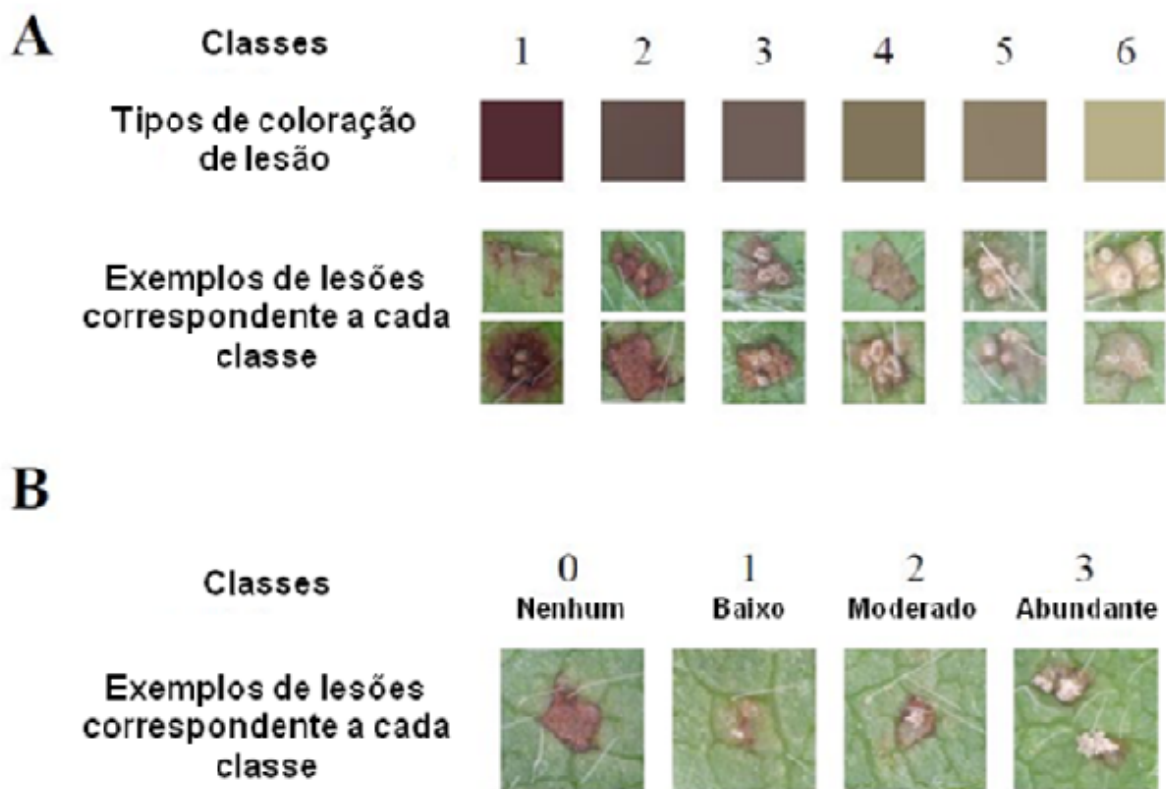 A
Classes 1 2 3 4 5 6
Tipos de coloração
de lesão
Exemplos de lesões
correspondente a cada
classe
B
Classes 0 1 2 3
Nenhum Baixo Moderado Abundante
Exemplos de lesões
correspondente a cada
classe